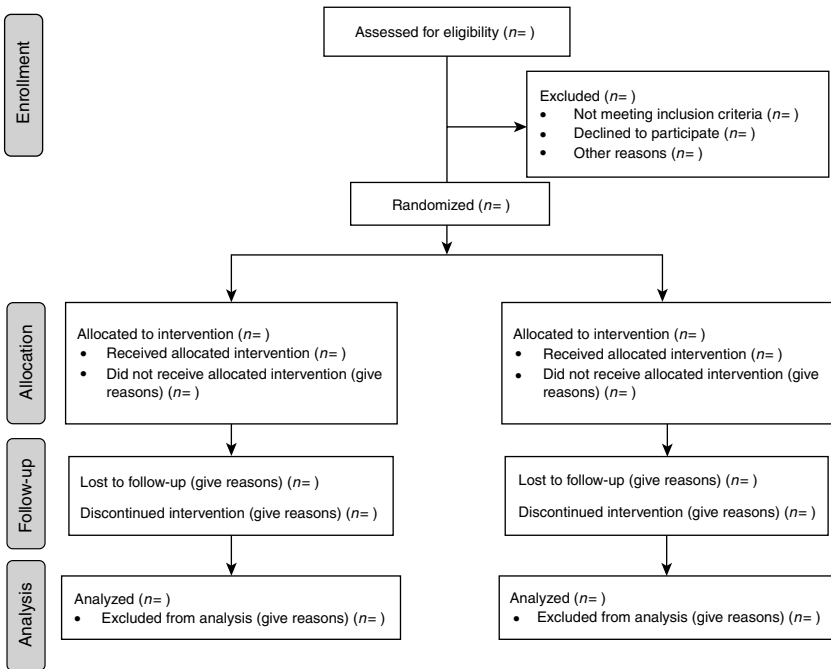 Enrollment
Assessed for eligibility (n= )
Excluded (n= )
• Not meeting inclusion criteria (n= )
• Declined to participate (n= )
• Other reasons (n= )
Randomized (n= )
Allocation
Allocated to intervention (n= )
• Received allocated intervention (n= )
• Did not receive allocated intervention (give
reasons) (n= )
Allocated to intervention (n= )
• Received allocated intervention (n= )
• Did not receive allocated intervention (give
reasons) (n= )
Follow-up
Lost to follow-up (give reasons) (n= )
Discontinued intervention (give reasons) (n= )
Lost to follow-up (give reasons) (n= )
Discontinued intervention (give reasons) (n= )
Analysis
Analyzed (n= )
• Excluded from analysis (give reasons) (n= )
Analyzed (n= )
• Excluded from analysis (give reasons) (n= )